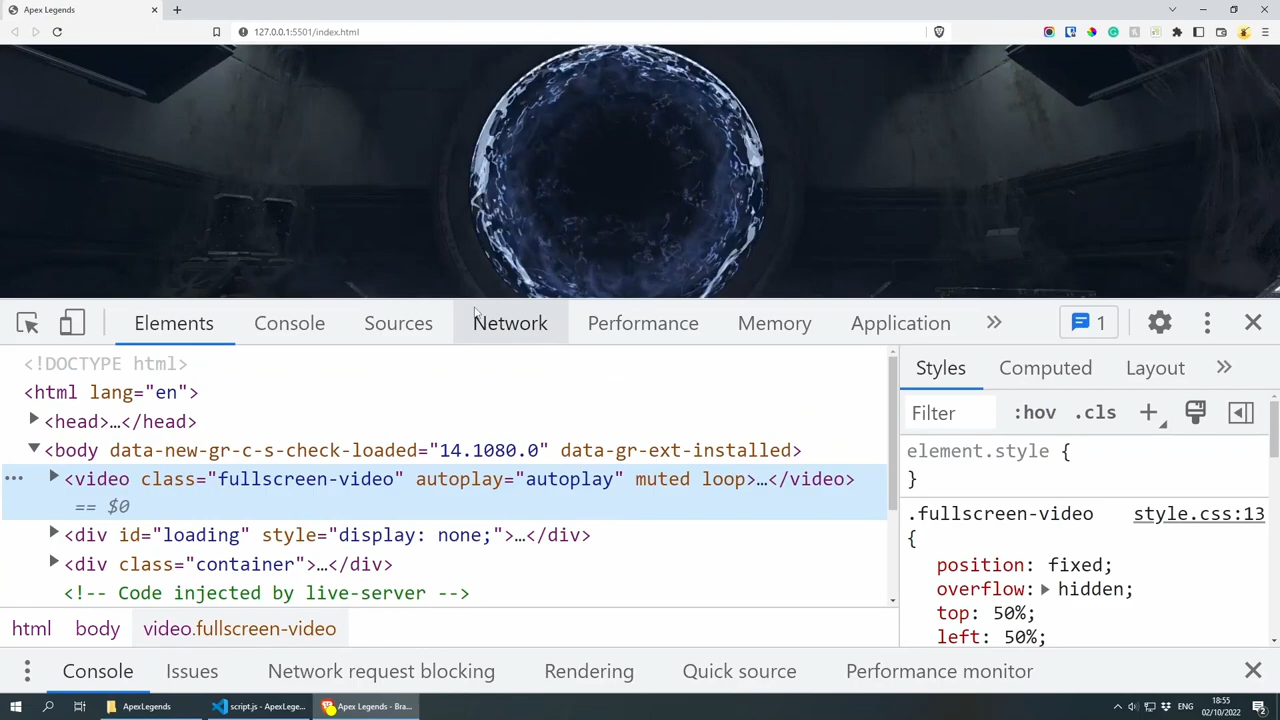 Apex Legends
127.0.0.1:5501/index.html
Elements Console Sources Network Performance Memory Application 1
<!DOCTYPE html>
<html lang="en">
<head>…</head>
<body data-new-gr-c-s-check-loaded="14.1080.0" data-gr-ext-installed>
<video class="fullscreen-video" autoplay="autoplay" muted loop>…</video>
== $0
<div id="loading" style="display: none;">…</div>
<div class="container">…</div>
<!-- Code injected by live-server -->
html body video.fullscreen-video
Styles Computed Layout
Filter :hov .cls
element.style {
}
.fullscreen-video style.css:13
{
position: fixed;
overflow: hidden;
top: 50%;
left: 50%;
Console Issues Network request blocking Rendering Quick source Performance monitor
ApexLegends script.js - ApexLege... Apex Legends - Bra... ENG 18:55
02/10/2022 2